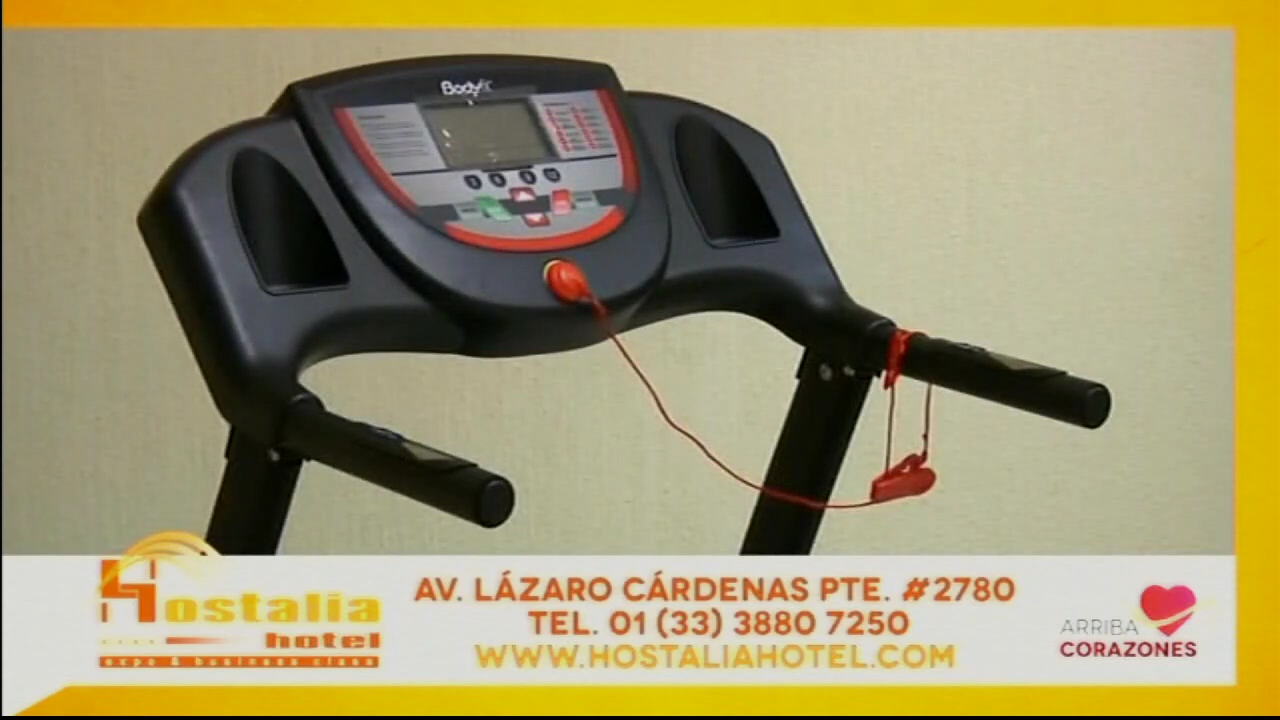 Bodyfit
Hostalia
hotel
expo & business class
AV. LÁZARO CÁRDENAS PTE. #2780
TEL. 01 (33) 3880 7250
WWW.HOSTALIAHOTEL.COM
ARRIBA
CORAZONES